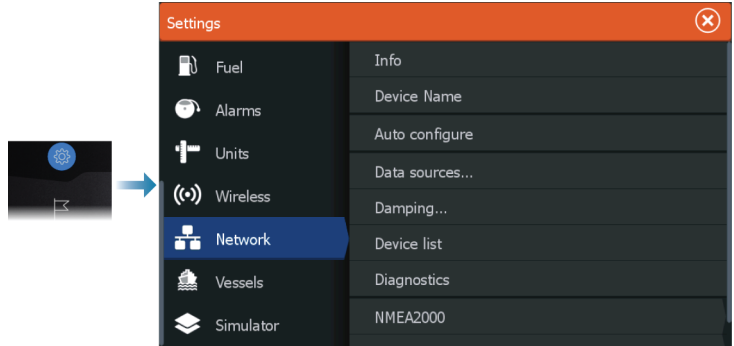 Settings
Fuel
Alarms
Units
Wireless
Network
Vessels
Simulator
Info
Device Name
Auto configure
Data sources...
Damping...
Device list
Diagnostics
NMEA2000